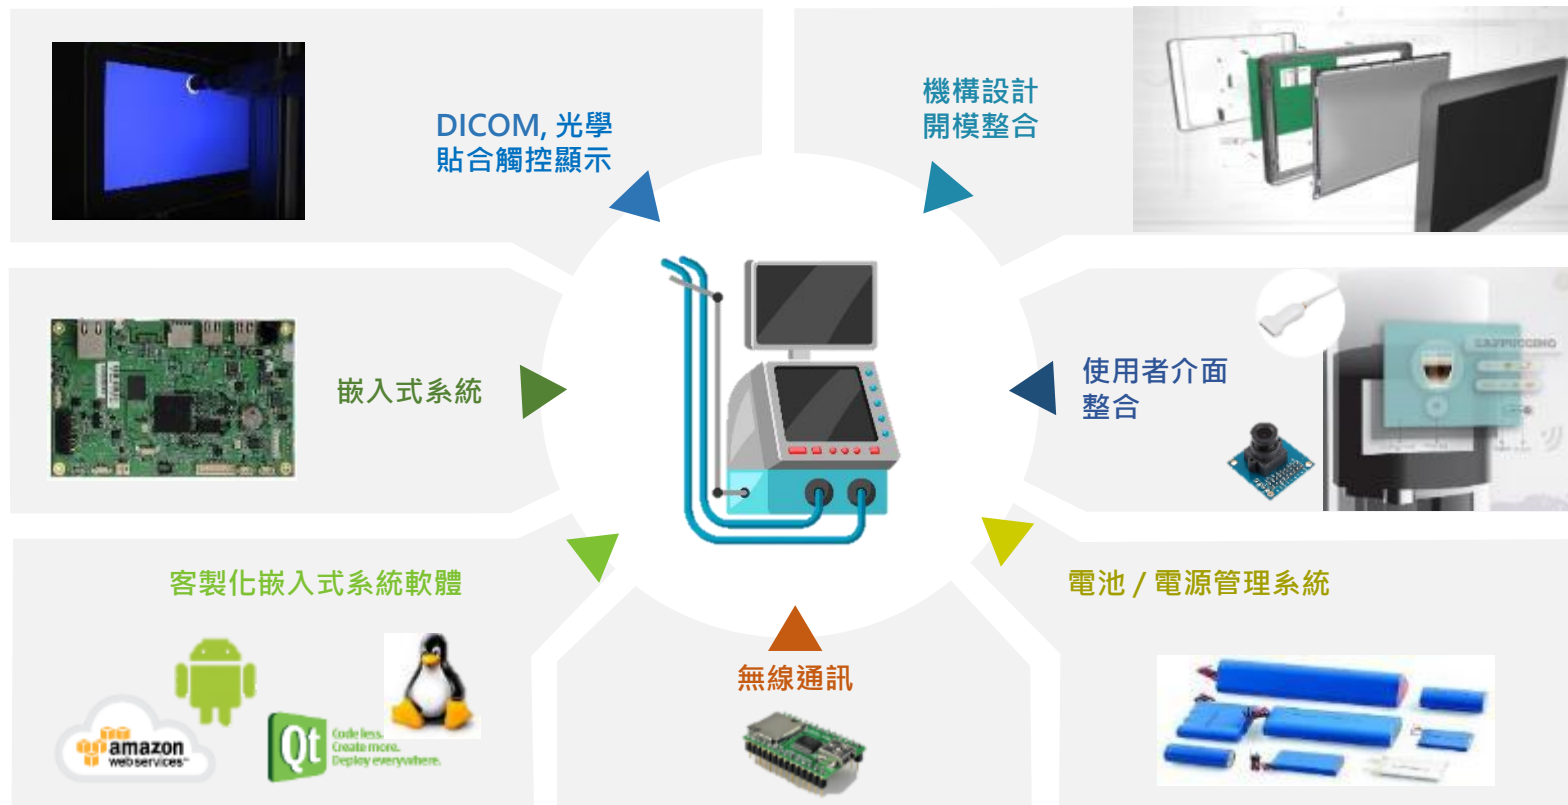 DICOM, 光學
貼合觸控顯示
機構設計
開模整合
嵌入式系統
使用者介面
整合
CAPPUCCINO
客製化嵌入式系統軟體
電池 / 電源管理系統
無線通訊
amazon
web services™
Qt
Code less.
Create more.
Deploy everywhere.